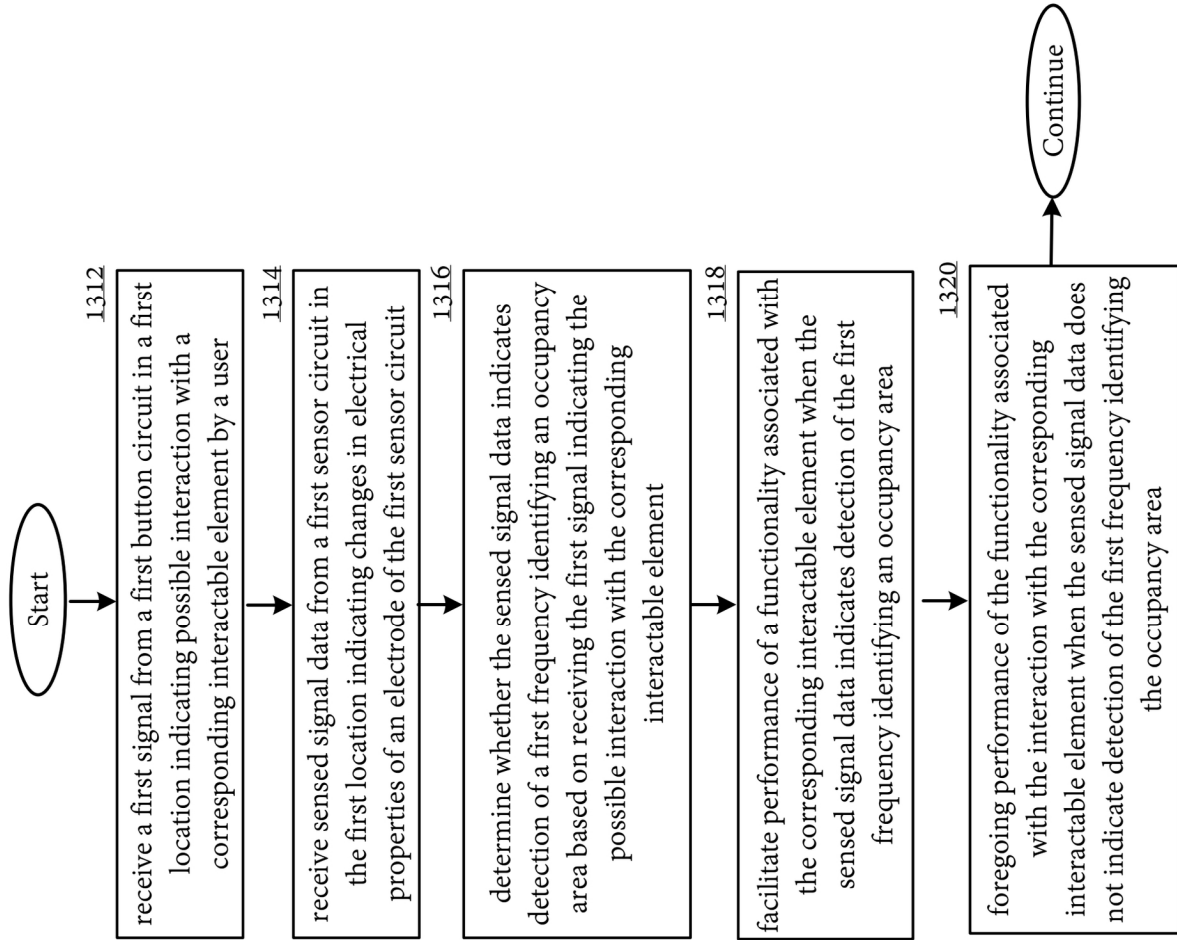 Start
1312
receive a first signal from a first button circuit in a first
location indicating possible interaction with a
corresponding interactable element by a user
1314
receive sensed signal data from a first sensor circuit in
the first location indicating changes in electrical
properties of an electrode of the first sensor circuit
1316
determine whether the sensed signal data indicates
detection of a first frequency identifying an occupancy
area based on receiving the first signal indicating the
possible interaction with the corresponding
interactable element
1318
facilitate performance of a functionality associated with
the corresponding interactable element when the
sensed signal data indicates detection of the first
frequency identifying an occupancy area
1320
foregoing performance of the functionality associated
with the interaction with the corresponding
interactable element when the sensed signal data does
not indicate detection of the first frequency identifying
the occupancy area
Continue